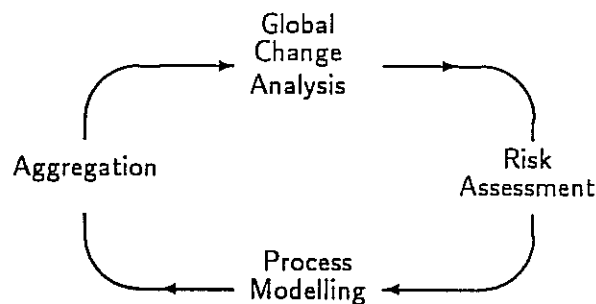 Global
Change
Analysis
Aggregation
Risk
Assessment
Process
Modelling